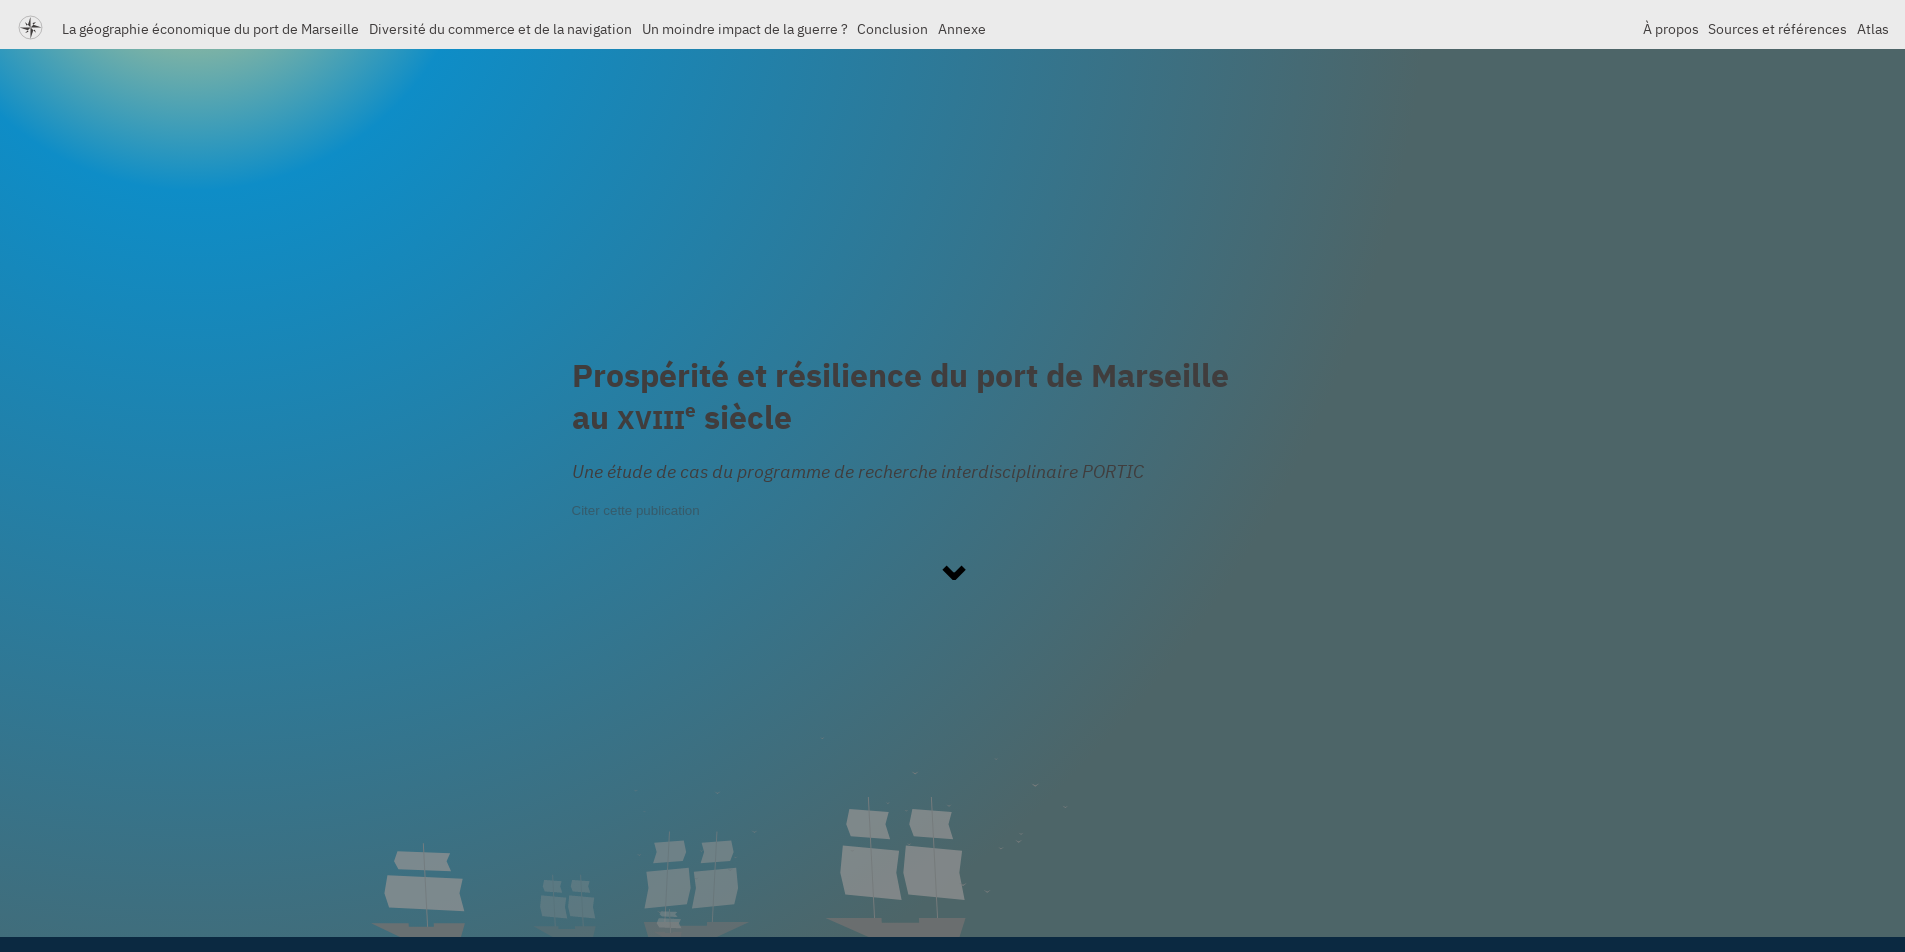 La géographie économique du port de Marseille Diversité du commerce et de la navigation Un moindre impact de la guerre ? Conclusion Annexe À propos Sources et références Atlas
Prospérité et résilience du port de Marseille
au XVIIIe siècle
Une étude de cas du programme de recherche interdisciplinaire PORTIC
Citer cette publication